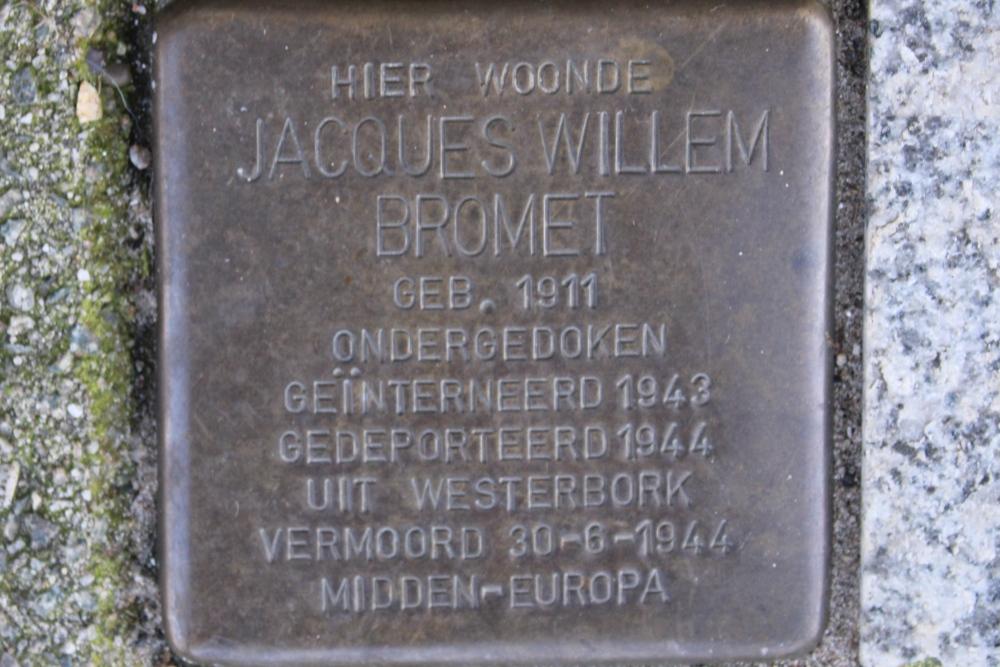 HIER WOONDE
JACQUES WILLEM
BROMET
GEB. 1911
ONDERGEDOKEN
GEÏNTERNEERD 1943
GEDEPORTEERD 1944
UIT WESTERBORK
VERMOORD 30-6-1944
MIDDEN-EUROPA